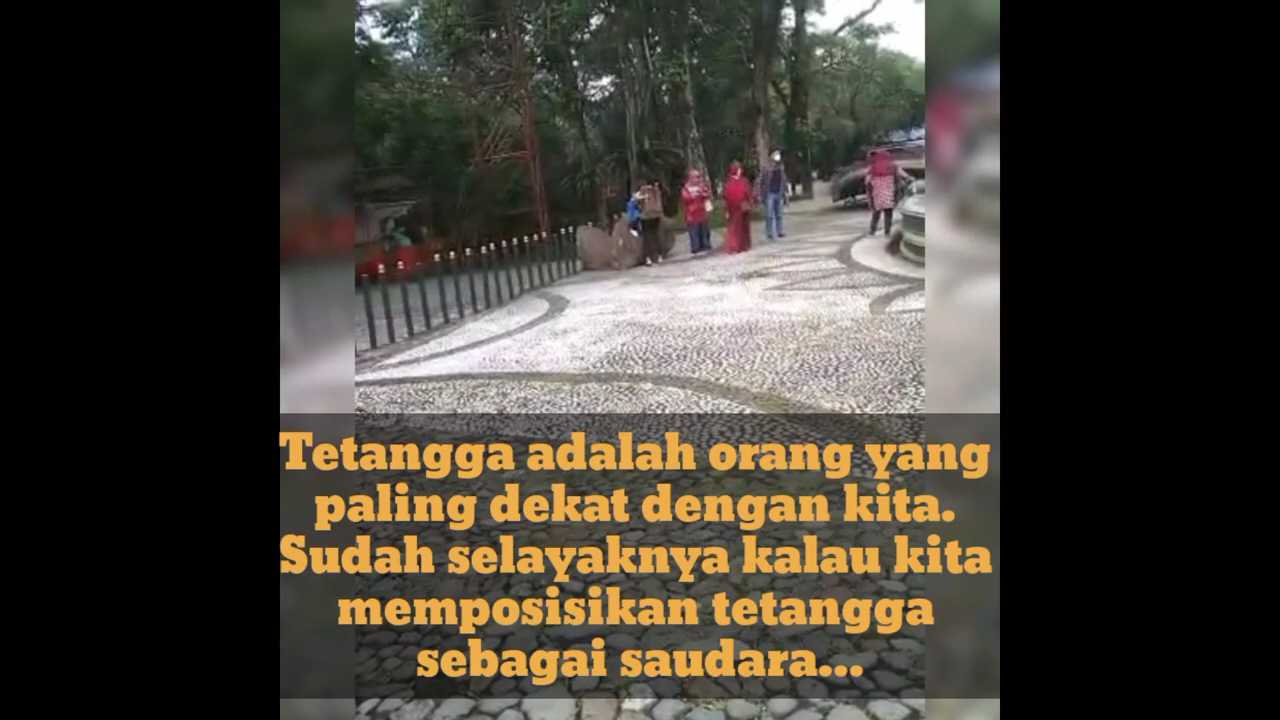 Tetangga adalah orang yang
paling dekat dengan kita.
Sudah selayaknya kalau kita
memposisikan tetangga
sebagai saudara...